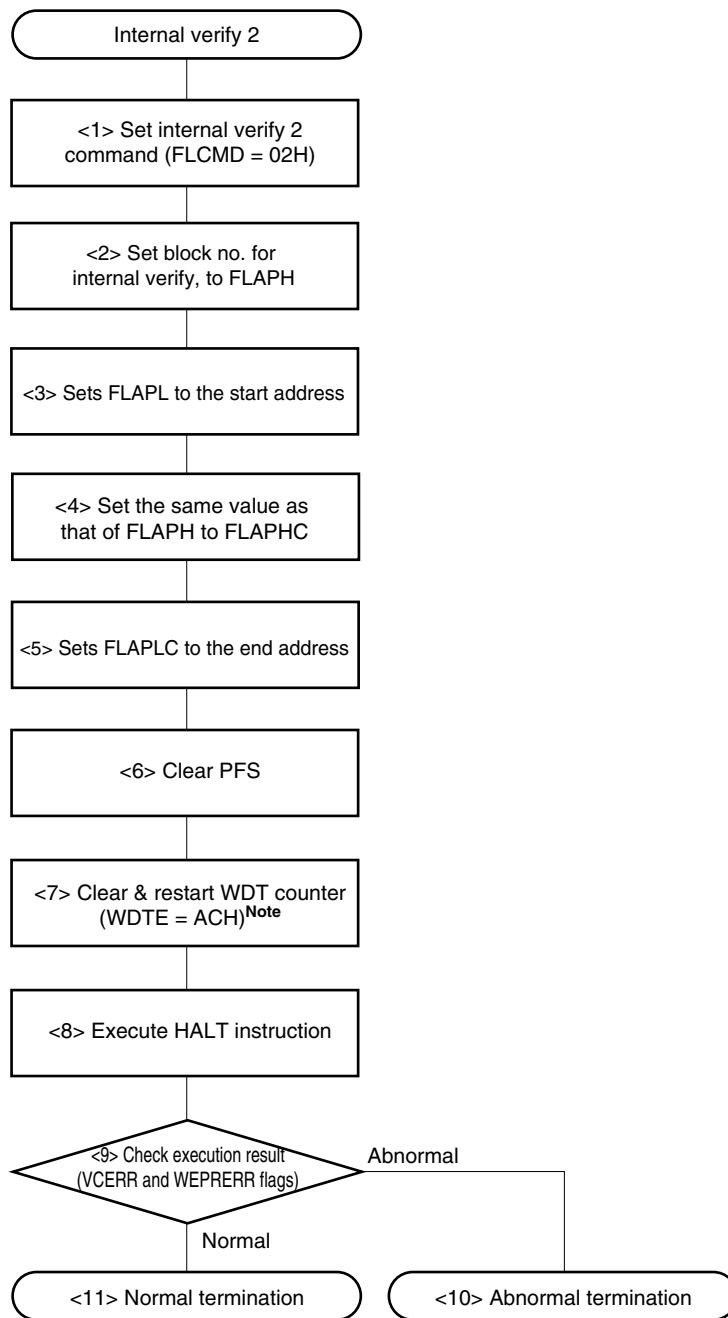 Internal verify 2
<1> Set internal verify 2
command (FLCMD = 02H)
<2> Set block no. for
internal verify, to FLAPH
<3> Sets FLAPL to the start address
<4> Set the same value as
that of FLAPH to FLAPHC
<5> Sets FLAPLC to the end address
<6> Clear PFS
<7> Clear & restart WDT counter
(WDTE = ACH)Note
<8> Execute HALT instruction
<9> Check execution result
(VCERR and WEPRERR flags)
Abnormal
Normal
<11> Normal termination
<10> Abnormal termination